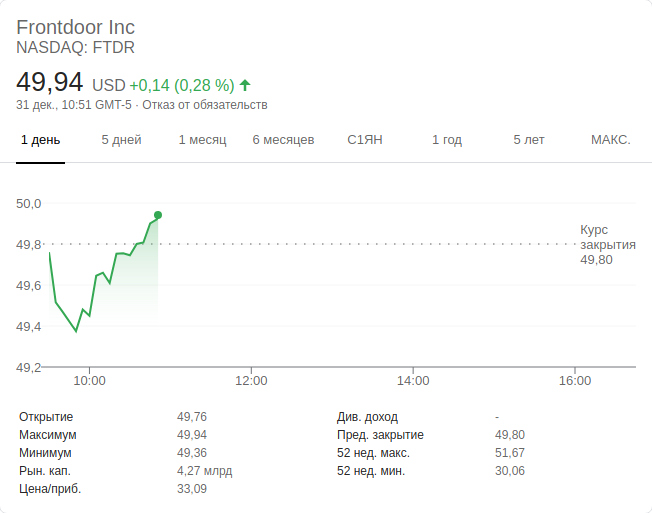 Frontdoor Inc
NASDAQ: FTDR
49,94 USD +0,14 (0,28 %)
31 дек., 10:51 GMT-5 · Отказ от обязательств
1 день 5 дней 1 месяц 6 месяцев С1ЯН 1 год 5 лет МАКС.
50,0
49,8
49,6
49,4
49,2
Курс
закрытия
49,80
10:00 12:00 14:00 16:00
Открытие 49,76 Див. доход -
Максимум 49,94 Пред. закрытие 49,80
Минимум 49,36 52 нед. макс. 51,67
Рын. кап. 4,27 млрд 52 нед. мин. 30,06
Цена/приб. 33,09